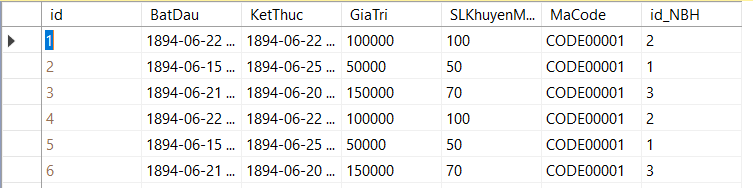 id BatDau KetThuc GiaTri SLKhuyenM... MaCode id_NBH
1 1894-06-22 ... 1894-06-22 ... 100000 100 CODE00001 2
2 1894-06-15 ... 1894-06-25 ... 50000 50 CODE00001 1
3 1894-06-21 ... 1894-06-20 ... 150000 70 CODE00001 3
4 1894-06-22 ... 1894-06-22 ... 100000 100 CODE00001 2
5 1894-06-15 ... 1894-06-25 ... 50000 50 CODE00001 1
6 1894-06-21 ... 1894-06-20 ... 150000 70 CODE00001 3